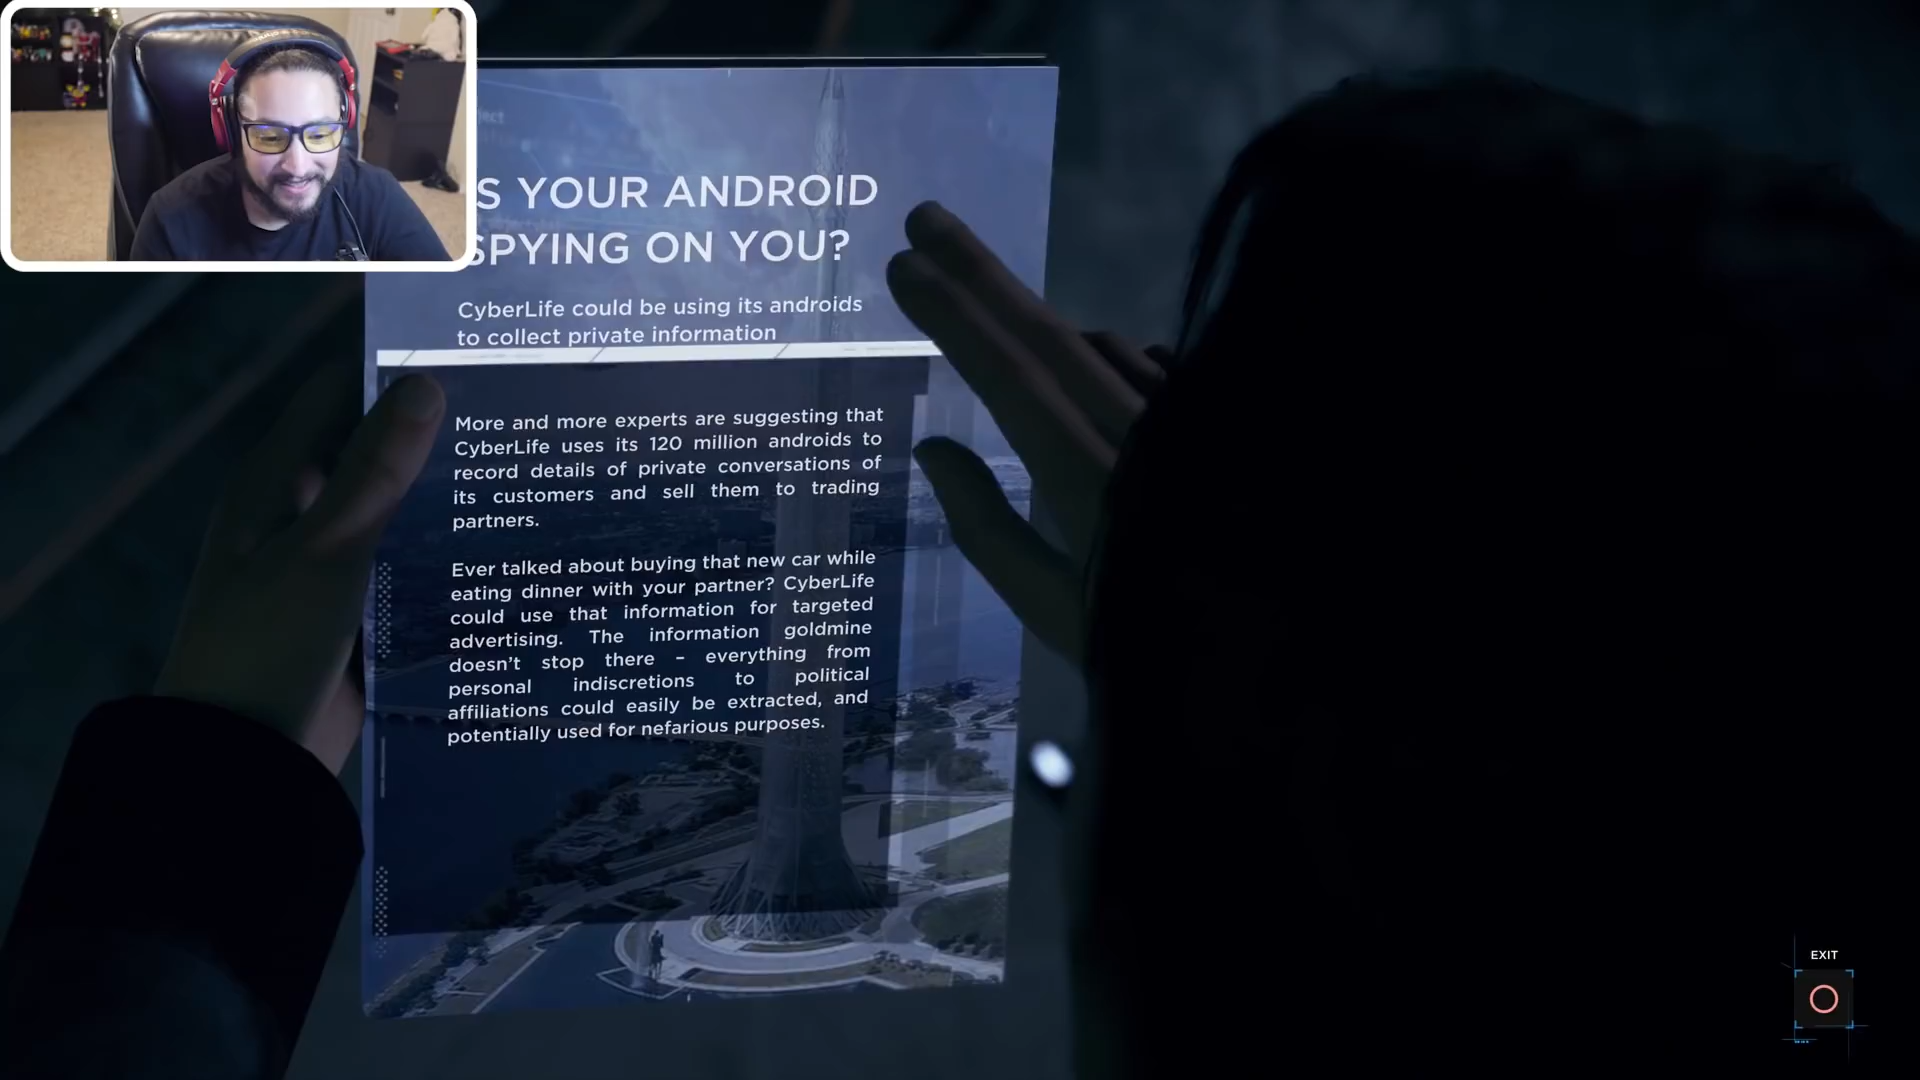 S YOUR ANDROID
SPYING ON YOU?
CyberLife could be using its androids
to collect private information
More and more experts are suggesting that
CyberLife uses its 120 million androids to
record details of private conversations of
its customers and sell them to trading
partners.
Ever talked about buying that new car while
eating dinner with your partner? CyberLife
could use that information for targeted
advertising. The information goldmine
doesn't stop there – everything from
personal indiscretions to political
affiliations could easily be extracted, and
potentially used for nefarious purposes.
EXIT